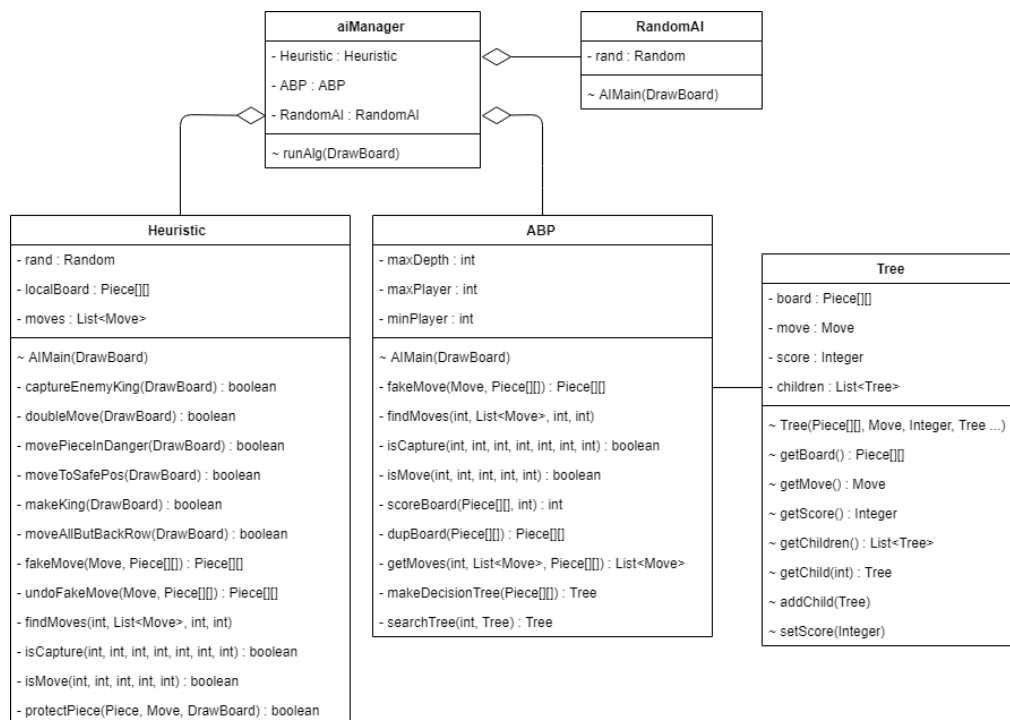 aiManager
- Heuristic : Heuristic
- ABP : ABP
- RandomAI : RandomAI
~ runAlg(DrawBoard)
RandomAI
- rand : Random
~ AIMain(DrawBoard)
Heuristic
- rand : Random
- localBoard : Piece[][]
- moves : List<Move>
~ AIMain(DrawBoard)
- captureEnemyKing(DrawBoard) : boolean
- doubleMove(DrawBoard) : boolean
- movePieceInDanger(DrawBoard) : boolean
- moveToSafePos(DrawBoard) : boolean
- makeKing(DrawBoard) : boolean
- moveAllButBackRow(DrawBoard) : boolean
- fakeMove(Move, Piece[][]) : Piece[][]
- undoFakeMove(Move, Piece[][]) : Piece[][]
- findMoves(int, List<Move>, int, int)
- isCapture(int, int, int, int, int, int, int) : boolean
- isMove(int, int, int, int, int) : boolean
- protectPiece(Piece, Move, DrawBoard) : boolean
ABP
- maxDepth : int
- maxPlayer : int
- minPlayer : int
~ AIMain(DrawBoard)
- fakeMove(Move, Piece[][]) : Piece[][]
- findMoves(int, List<Move>, int, int)
- isCapture(int, int, int, int, int, int, int) : boolean
- isMove(int, int, int, int, int) : boolean
- scoreBoard(Piece[][], int) : int
- dupBoard(Piece[][]) : Piece[][]
- getMoves(int, List<Move>, Piece[][]) : List<Move>
- makeDecisionTree(Piece[][]) : Tree
- searchTree(int, Tree) : Tree
Tree
- board : Piece[][]
- move : Move
- score : Integer
- children : List<Tree>
~ Tree(Piece[][], Move, Integer, Tree ...)
~ getBoard() : Piece[][]
~ getMove() : Move
~ getScore() : Integer
~ getChildren() : List<Tree>
~ getChild(int) : Tree
~ addChild(Tree)
~ setScore(Integer)